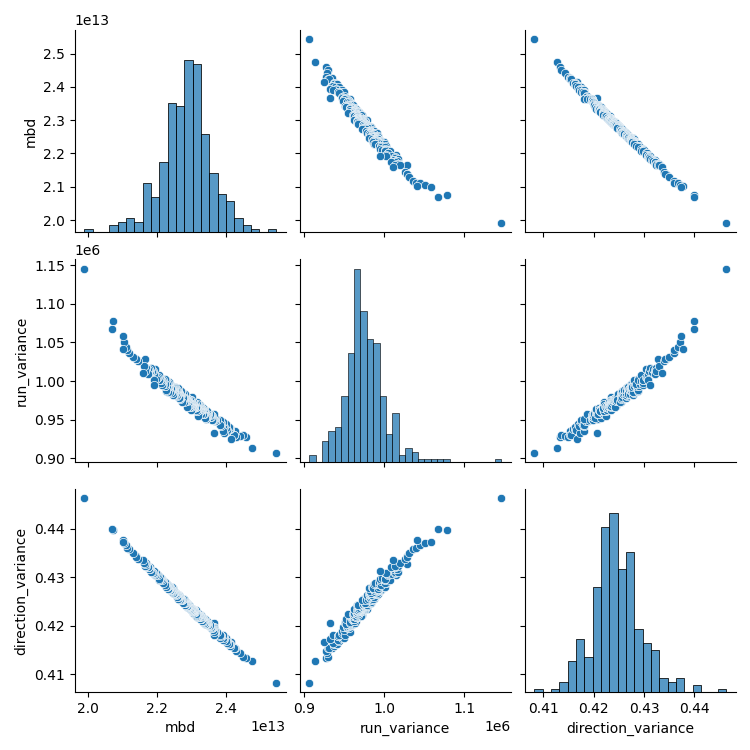 1e13
2.5
2.4
2.3
2.2
2.1
2.0
mbd
1e6
1.15
1.10
1.05
1.00
0.95
0.90
run_variance
0.44
0.43
0.42
0.41
direction_variance
2.0 2.2 2.4
1e13
mbd
0.9 1.0 1.1
1e6
run_variance
0.41 0.42 0.43 0.44
direction_variance